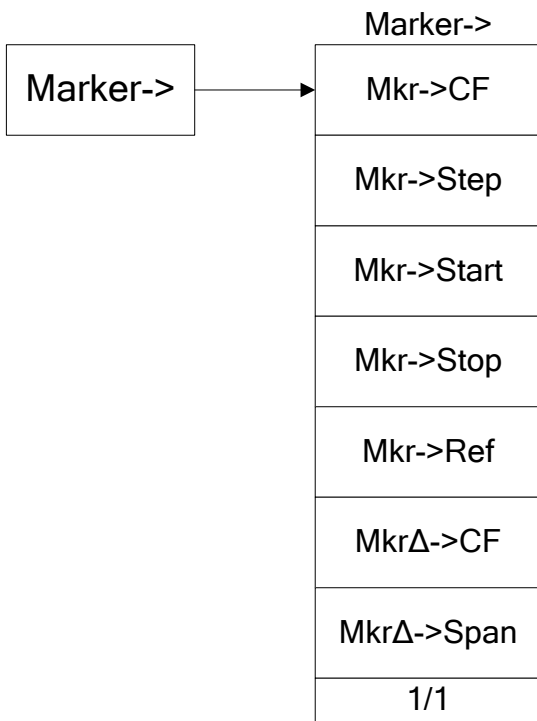 Marker->
Marker->
Mkr->CF
Mkr->Step
Mkr->Start
Mkr->Stop
Mkr->Ref
MkrΔ->CF
MkrΔ->Span
1/1